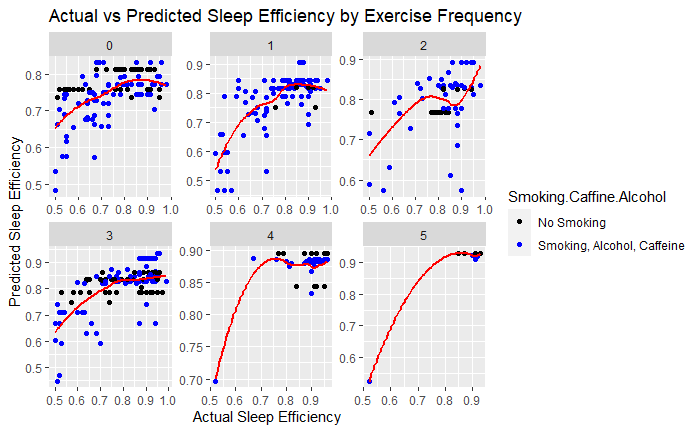 Actual vs Predicted Sleep Efficiency by Exercise Frequency
0 1 2
0.8 0.7 0.6 0.5
0.5 0.6 0.7 0.8 0.9 1.0
0.9 0.8 0.7 0.6 0.5
0.5 0.6 0.7 0.8 0.9 1.0
0.9 0.8 0.7 0.6
0.5 0.6 0.7 0.8 0.9 1.0
3 4 5
0.9 0.8 0.7 0.6 0.5
0.5 0.6 0.7 0.8 0.9 1.0
0.90 0.85 0.80 0.75 0.70
0.5 0.6 0.7 0.8 0.9
0.9 0.8 0.7 0.6
0.5 0.6 0.7 0.8 0.9
Predicted Sleep Efficiency
Actual Sleep Efficiency
Smoking.Caffine.Alcohol
No Smoking
Smoking, Alcohol, Caffeine